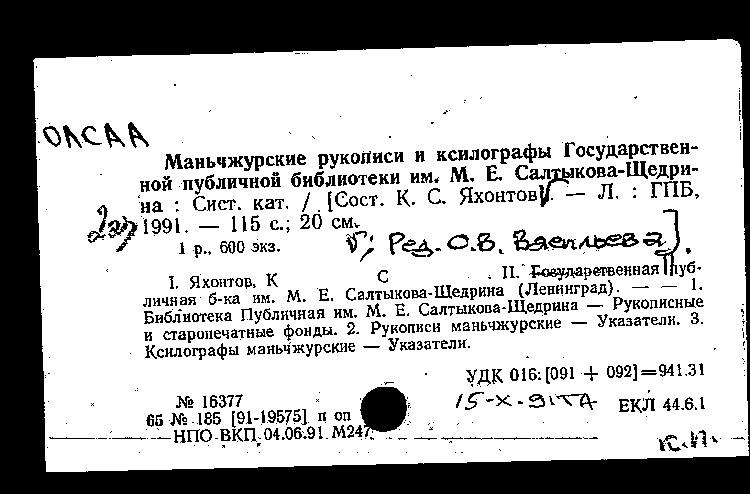 ОЛСАА
Маньчжурские рукописи и ксилографы Государствен-
ной публичной библиотеки им. М. Е. Салтыкова-Щедри-
на : Сист. кат. / [Сост. К. С. Яхонтов]. — Л. : ГПБ,
2экз 1991. — 115 с.; 20 см.
1 р., 600 экз.
; Ред. О.В. Васильева].
I. Яхонтов, К С . II. Государственная Пуб-
личная б-ка им. М. Е. Салтыкова-Щедрина (Ленинград). — — 1.
Библиотека Публичная им. М. Е. Салтыкова-Щедрина — Рукописные
и старопечатные фонды. 2. Рукописи маньчжурские — Указатели. 3.
Ксилографы маньчжурские — Указатели.
УДК 016:[091 + 092]=941.31
№ 16377
15-X-91
65 № 185 [91-19575] п оп
ЕКЛ 44.6.1
НПО ВКП 04.06.91 М247